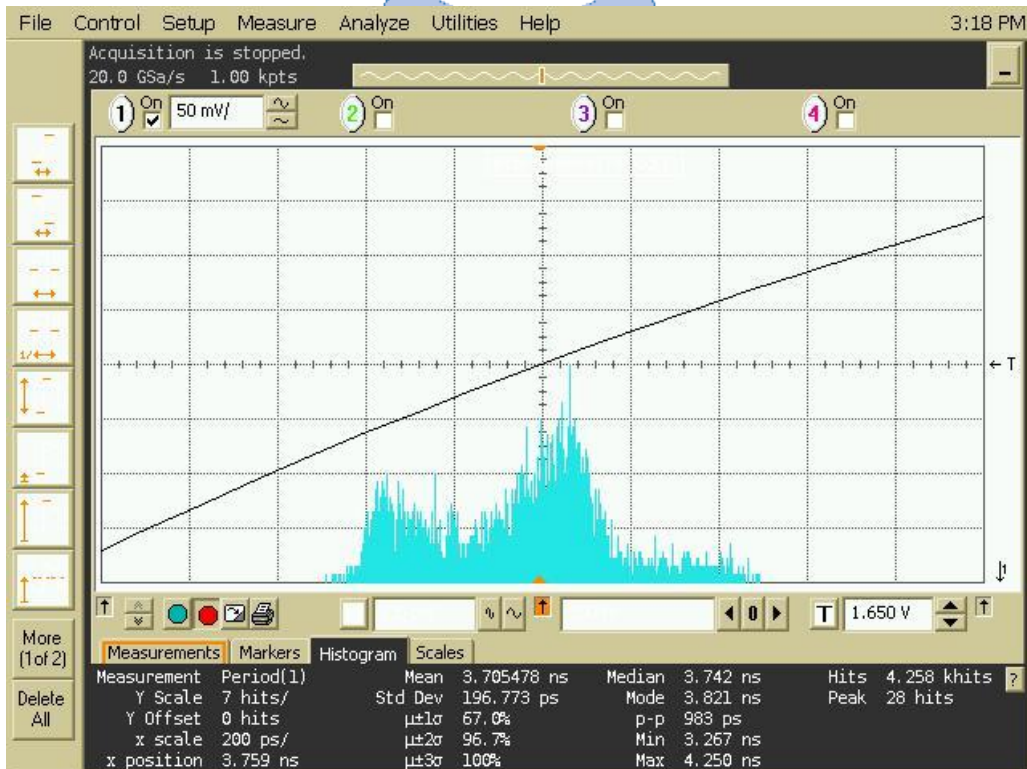 File Control Setup Measure Analyze Utilities Help 3:18 PM
Acquisition is stopped.
20.0 GSa/s 1.00 kpts
1 On 50 mV/ 2 On 3 On 4 On
T
1/
0 T 1.650 V
More
(1of 2)
Delete
All
Measurements Markers Histogram Scales
Measurement Period(1) Mean 3.705478 ns Median 3.742 ns Hits 4.258 khits ?
Y Scale 7 hits/ Std Dev 196.773 ps Mode 3.821 ns Peak 28 hits
Y Offset 0 hits µ±1σ 67.0% p-p 983 ps
x scale 200 ps/ µ±2σ 96.7% Min 3.267 ns
x position 3.759 ns µ±3σ 100% Max 4.250 ns